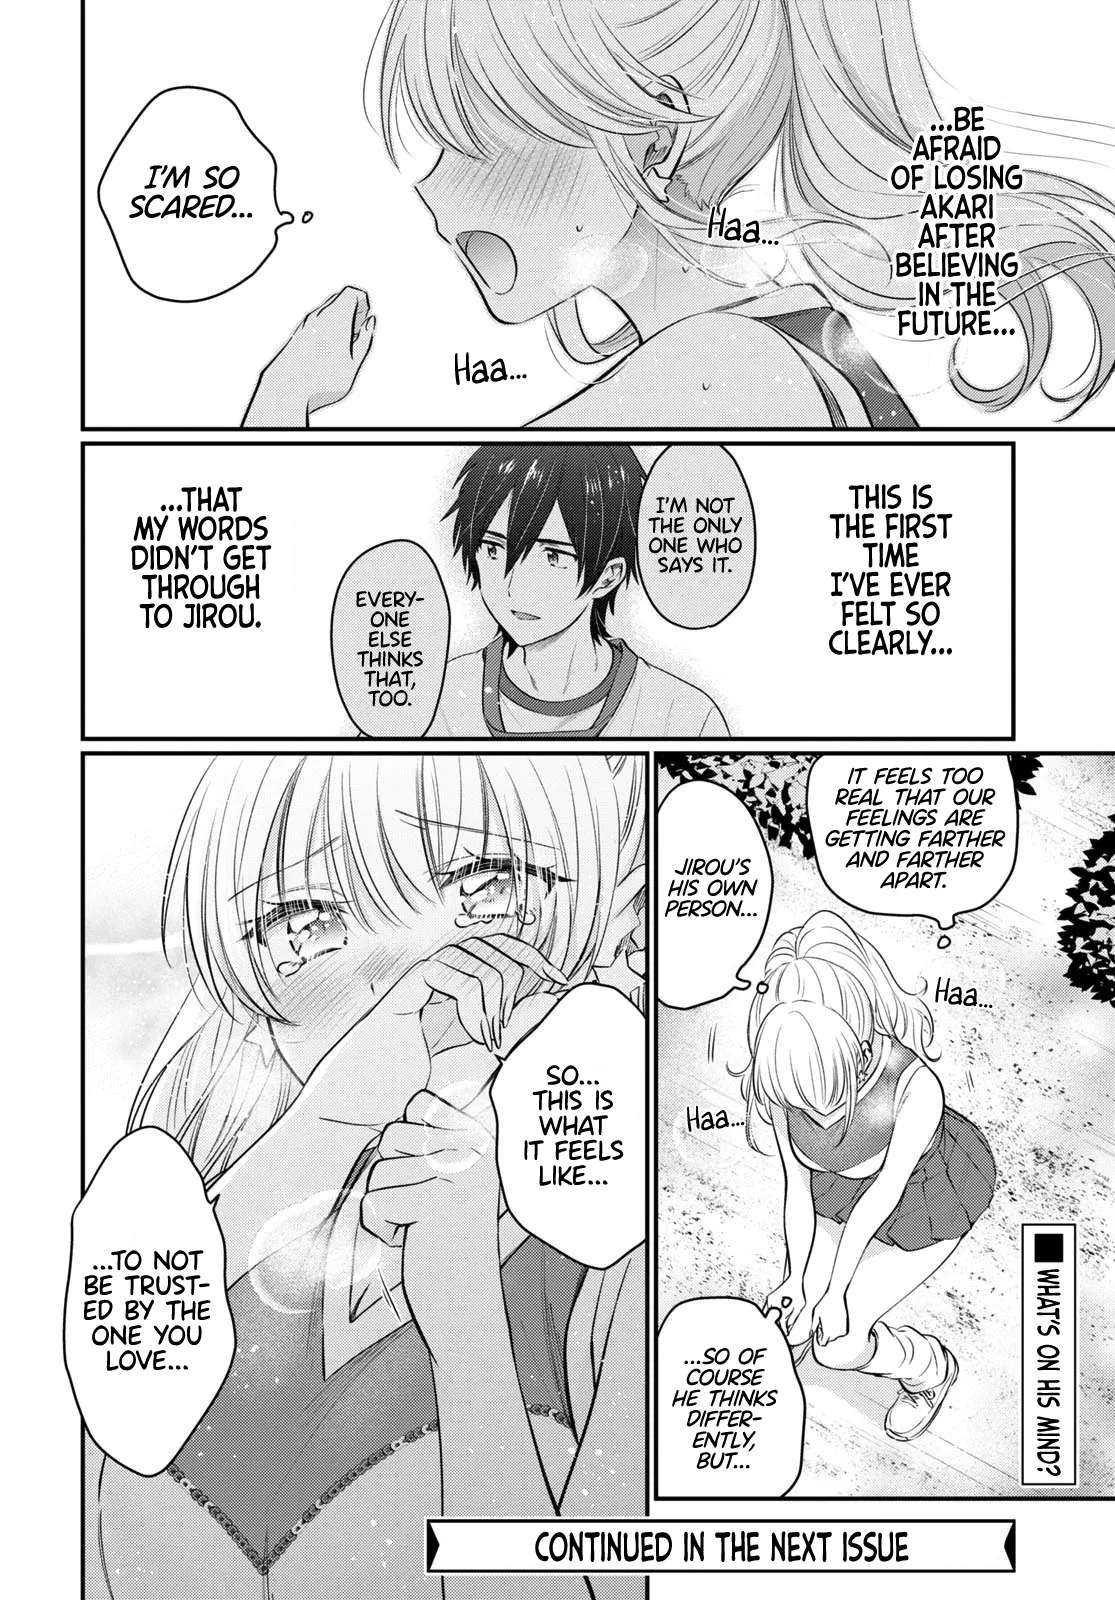 ...BE
AFRAID
OF LOSING
AKARI
AFTER
BELIEVING
IN THE
FUTURE...
Haa...
I'M SO
SCARED...
Haa...
THIS IS
THE FIRST
TIME
I'VE EVER
FELT SO
CLEARLY...
I'M NOT
THE ONLY
ONE WHO
SAYS IT.
EVERY-
ONE
ELSE
THINKS
THAT,
TOO.
...THAT
MY WORDS
DIDN'T GET
THROUGH
TO JIROU.
IT FEELS TOO
REAL THAT OUR
FEELINGS ARE
GETTING FARTHER
AND FARTHER
APART.
JIROU'S
HIS OWN
PERSON...
Haa...
Haa...
...SO OF
COURSE
HE THINKS
DIFFER-
ENTLY,
BUT...
■WHAT'S ON HIS MIND?
SO...
THIS IS
WHAT
IT FEELS
LIKE...
...TO NOT
BE TRUST-
ED BY THE
ONE YOU
LOVE...
CONTINUED IN THE NEXT ISSUE